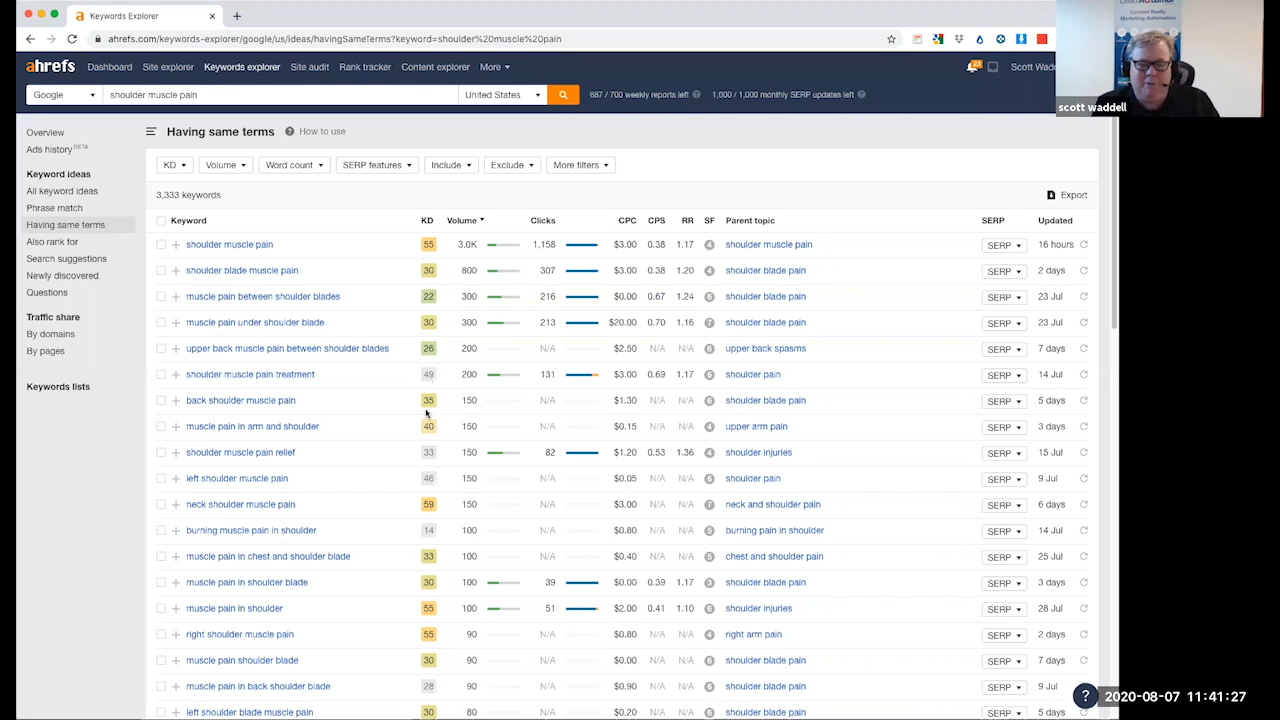 Keywords Explorer
ahrefs.com/keywords-explorer/google/us/ideas/havingSameTerms?keyword=shoulder%20muscle%20pain
Custom Ready
Marketing Automation
scott waddell
ahrefs Dashboard Site explorer Keywords explorer Site audit Rank tracker Content explorer More 23 Scott Wadd
Google shoulder muscle pain United States 687 / 700 weekly reports left 1,000 / 1,000 monthly SERP updates left
Overview
Ads history BETA
Keyword ideas
All keyword ideas
Phrase match
Having same terms
Also rank for
Search suggestions
Newly discovered
Questions
Traffic share
By domains
By pages
Keywords lists
Having same terms How to use
KD Volume Word count SERP features Include Exclude More filters
3,333 keywords Export
Keyword KD Volume Clicks CPC CPS RR SF Parent topic SERP Updated
shoulder muscle pain 55 3.0K 1,158 $3.00 0.38 1.17 4 shoulder muscle pain SERP 16 hours
shoulder blade muscle pain 30 800 307 $3.00 0.38 1.20 4 shoulder blade pain SERP 2 days
muscle pain between shoulder blades 22 300 216 $0.00 0.67 1.24 6 shoulder blade pain SERP 23 Jul
muscle pain under shoulder blade 30 300 213 $20.00 0.70 1.16 7 shoulder blade pain SERP 23 Jul
upper back muscle pain between shoulder blades 26 200 N/A $2.50 N/A N/A 6 upper back spasms SERP 7 days
shoulder muscle pain treatment 49 200 131 $3.00 0.69 1.17 6 shoulder pain SERP 14 Jul
back shoulder muscle pain 35 150 N/A $1.30 N/A N/A 6 shoulder blade pain SERP 5 days
muscle pain in arm and shoulder 40 150 N/A $0.15 N/A N/A 4 upper arm pain SERP 3 days
shoulder muscle pain relief 33 150 82 $1.20 0.53 1.36 4 shoulder injuries SERP 15 Jul
left shoulder muscle pain 46 150 N/A $0.05 N/A N/A 6 shoulder pain SERP 9 Jul
neck shoulder muscle pain 59 150 N/A $3.00 N/A N/A 6 neck and shoulder pain SERP 6 days
burning muscle pain in shoulder 14 100 N/A $0.80 N/A N/A 5 burning pain in shoulder SERP 14 Jul
muscle pain in chest and shoulder blade 33 100 N/A $0.40 N/A N/A 5 chest and shoulder pain SERP 25 Jul
muscle pain in shoulder blade 30 100 39 $0.00 0.39 1.17 3 shoulder blade pain SERP 3 days
muscle pain in shoulder 55 100 51 $2.00 0.41 1.10 6 shoulder injuries SERP 28 Jul
right shoulder muscle pain 55 90 N/A $0.80 N/A N/A 4 right arm pain SERP 2 days
muscle pain shoulder blade 30 90 N/A $0.00 N/A N/A 6 shoulder blade pain SERP 7 days
muscle pain in back shoulder blade 28 90 N/A $0.90 N/A N/A 6 shoulder blade pain SERP 9 Jul
left shoulder blade muscle pain 30 80 N/A $0.20 N/A N/A 6 shoulder blade pain SERP 5 days
2020-08-07 11:41:27